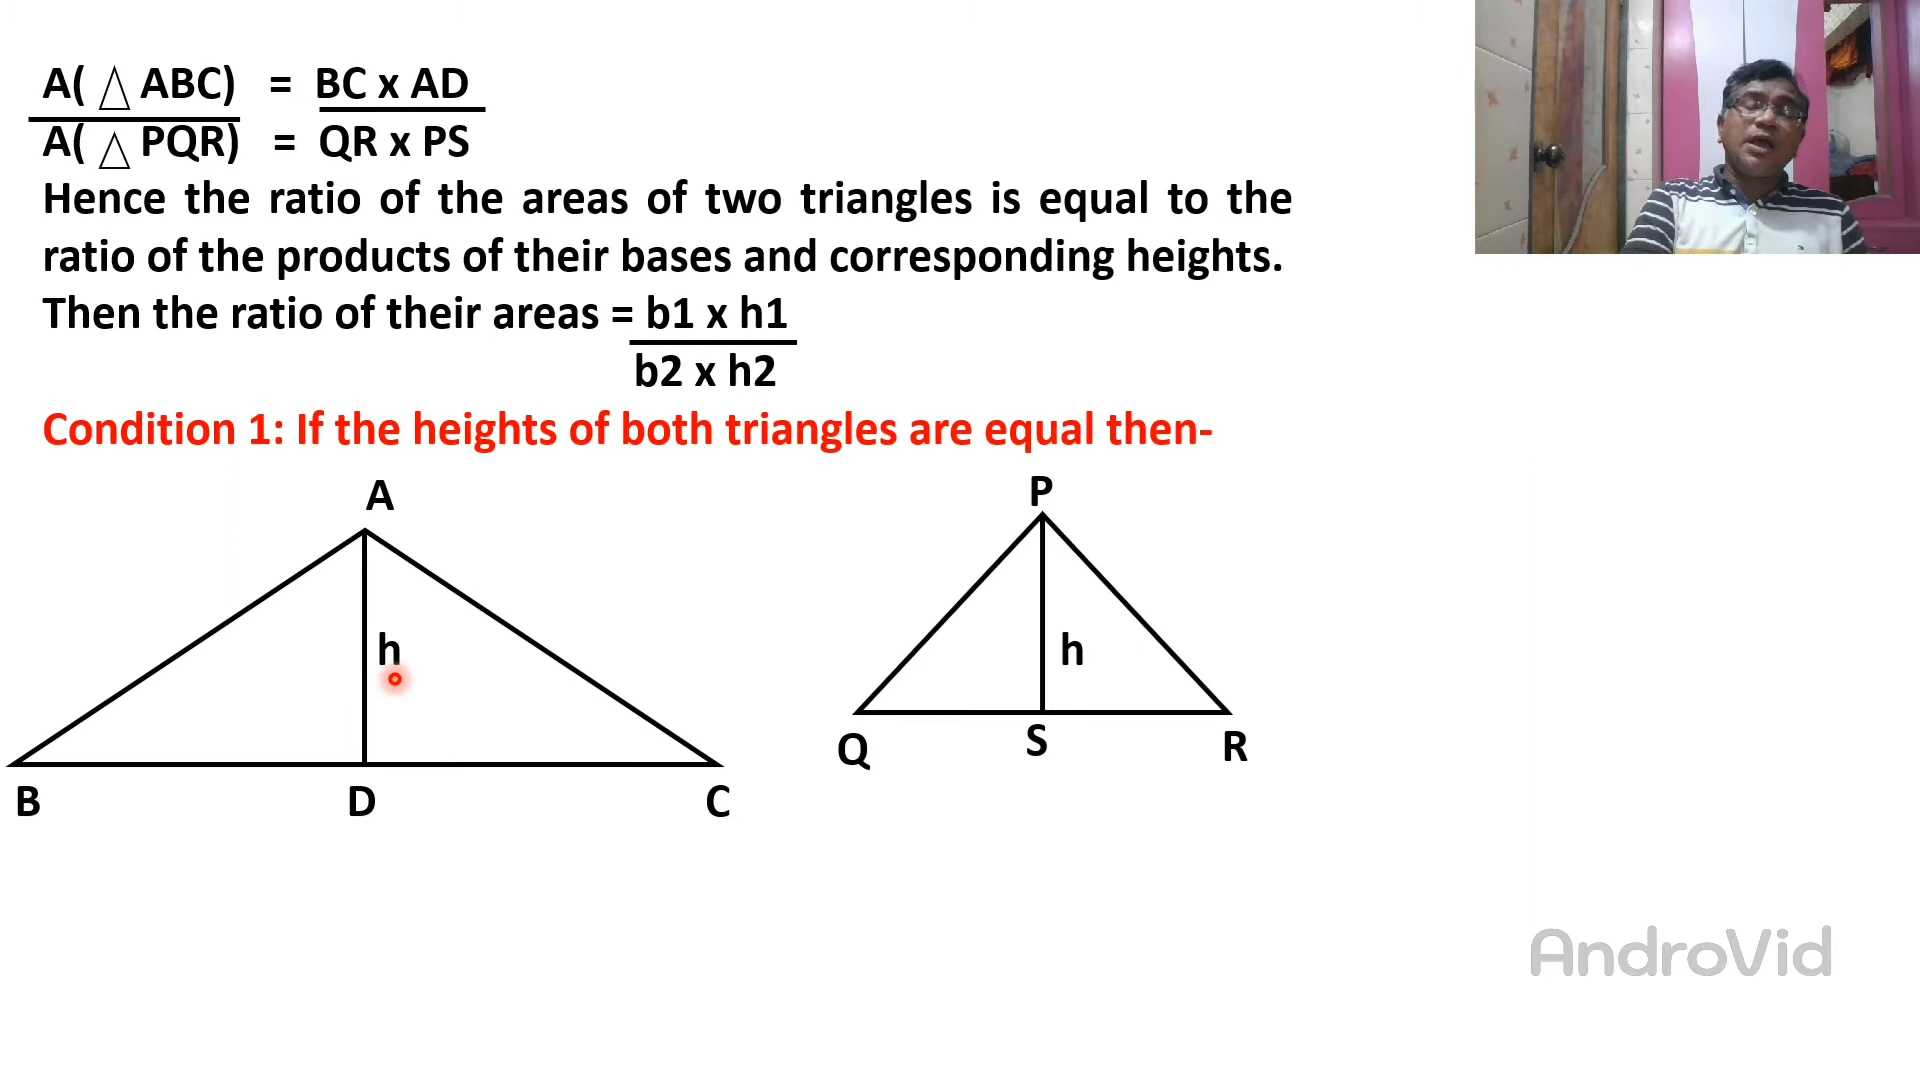 A( △ ABC) = BC x AD
A( △ PQR) = QR x PS
Hence the ratio of the areas of two triangles is equal to the
ratio of the products of their bases and corresponding heights.
Then the ratio of their areas = b1 x h1
b2 x h2
Condition 1: If the heights of both triangles are equal then-
A
P
h
h
Q
S
R
B
D
C
AndroVid